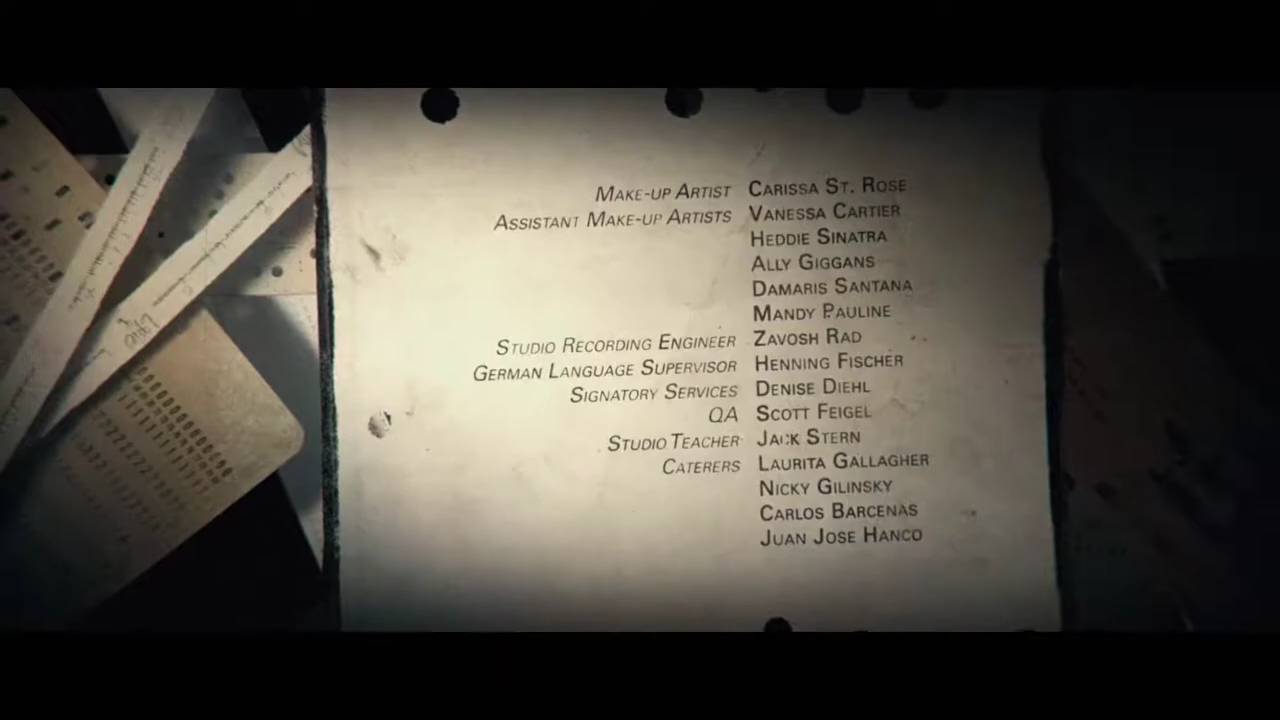 MAKE-UP ARTIST CARISSA ST. ROSE
ASSISTANT MAKE-UP ARTISTS VANESSA CARTIER
HEDDIE SINATRA
ALLY GIGGANS
DAMARIS SANTANA
MANDY PAULINE
STUDIO RECORDING ENGINEER ZAVOSH RAD
GERMAN LANGUAGE SUPERVISOR HENNING FISCHER
SIGNATORY SERVICES DENISE DIEHL
QA SCOTT FEIGEL
STUDIO TEACHER JACK STERN
CATERERS LAURITA GALLAGHER
NICKY GILINSKY
CARLOS BARCENAS
JUAN JOSE HANCO